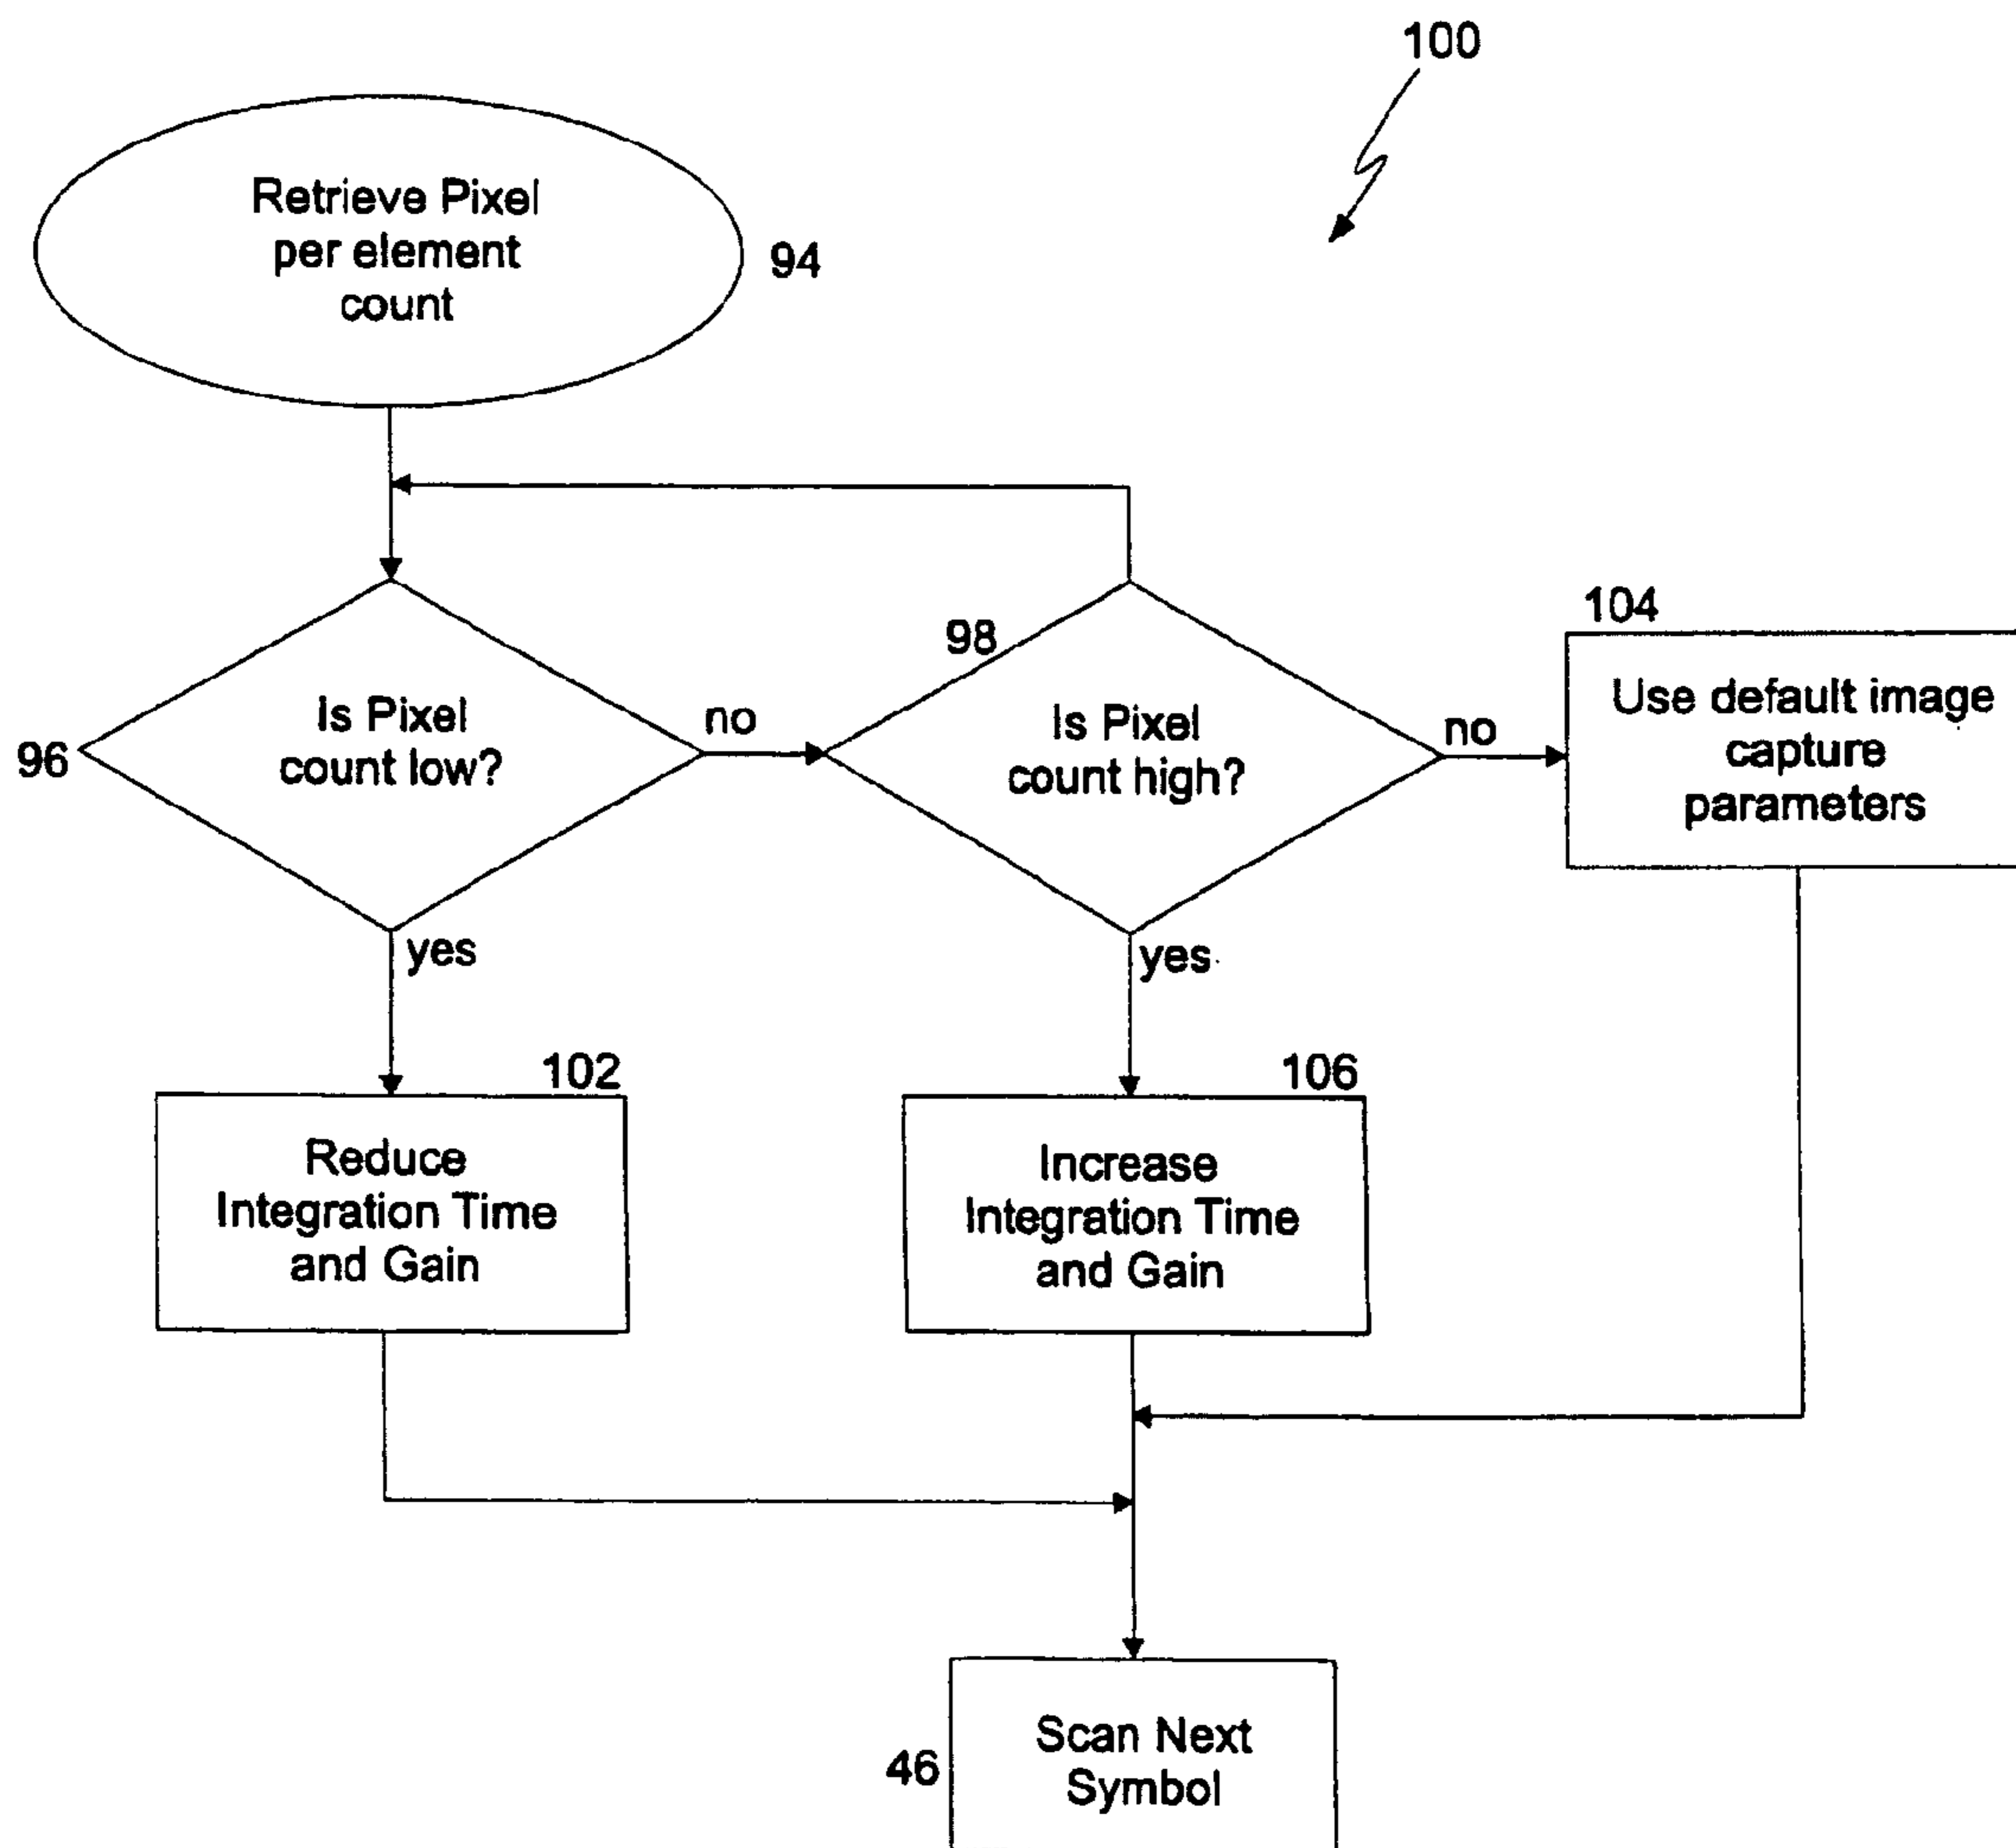 100
Retrieve Pixel
per element
count
94
96
Is Pixel
count low?
no
98
Is Pixel
count high?
no
104
Use default image
capture
parameters
yes
yes
102
Reduce
Integration Time
and Gain
106
Increase
Integration Time
and Gain
46
Scan Next
Symbol